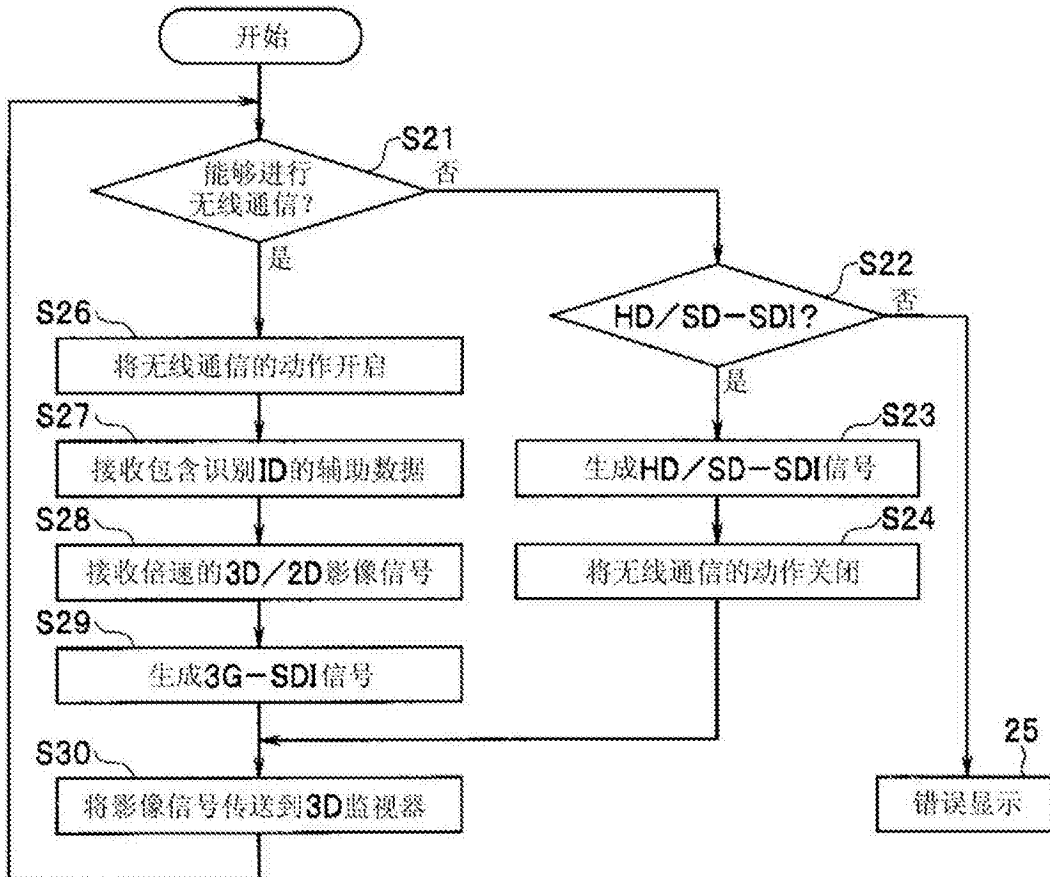 开始
S21
能够进行
无线通信?
否
是
S22
HD/SD-SDI?
否
是
S26
将无线通信的动作开启
S27
接收包含识别ID的辅助数据
S23
生成HD/SD-SDI信号
S28
接收倍速的3D/2D影像信号
S24
将无线通信的动作关闭
S29
生成3G-SDI信号
S30
将影像信号传送到3D监视器
25
错误显示